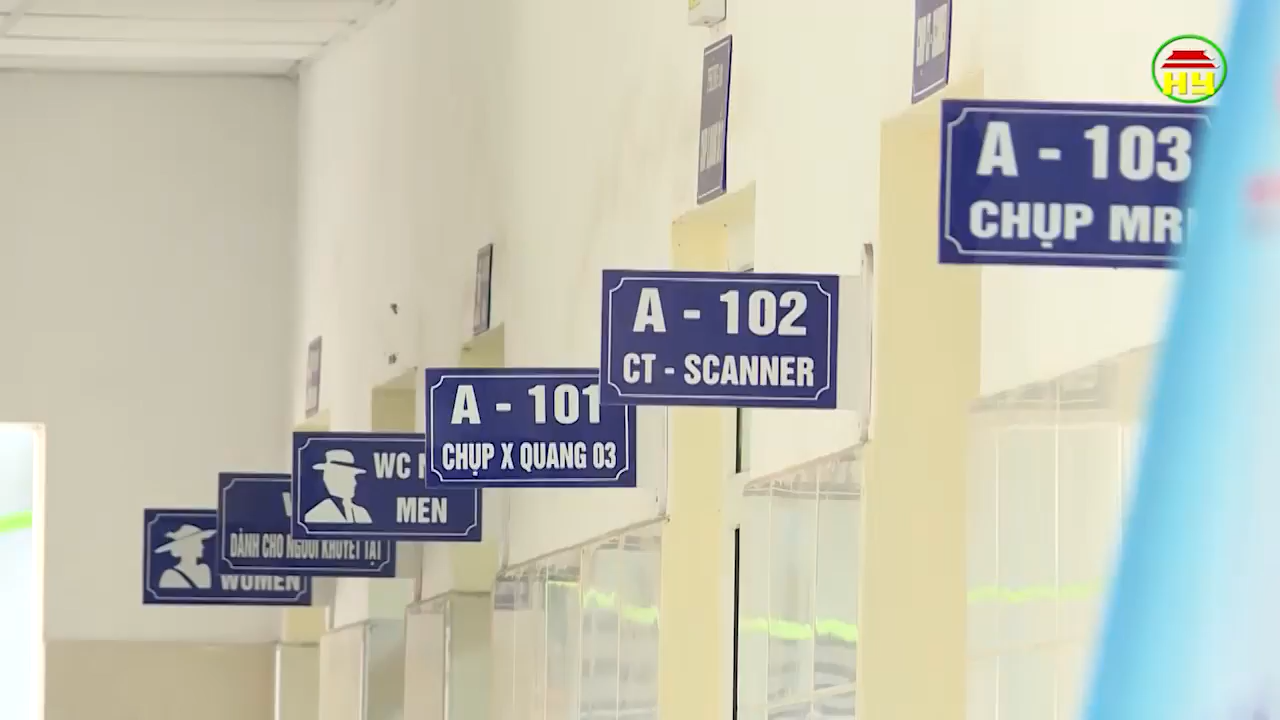 HY
A - 103
CHỤP MR
A - 102
CT - SCANNER
A - 101
CHỤP X QUANG 03
WC
MEN
DÀNH CHO NGƯỜI KHUYẾT TẬT
WOMEN